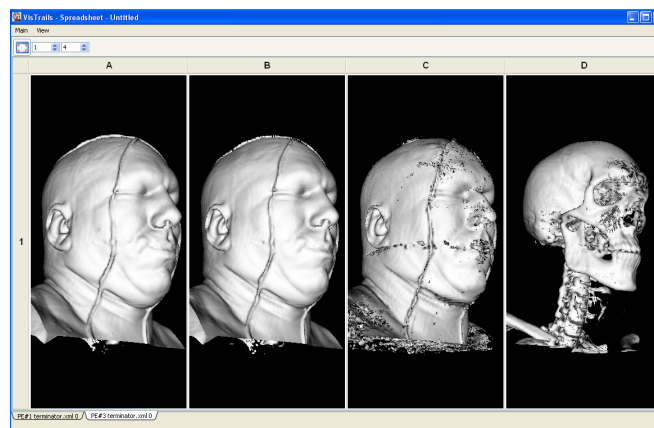 VisTrails - Spreadsheet - Untitled
Main View
1 4
A B C D
1
PE#1 terminator.xml 0 PE#3 terminator.xml 0